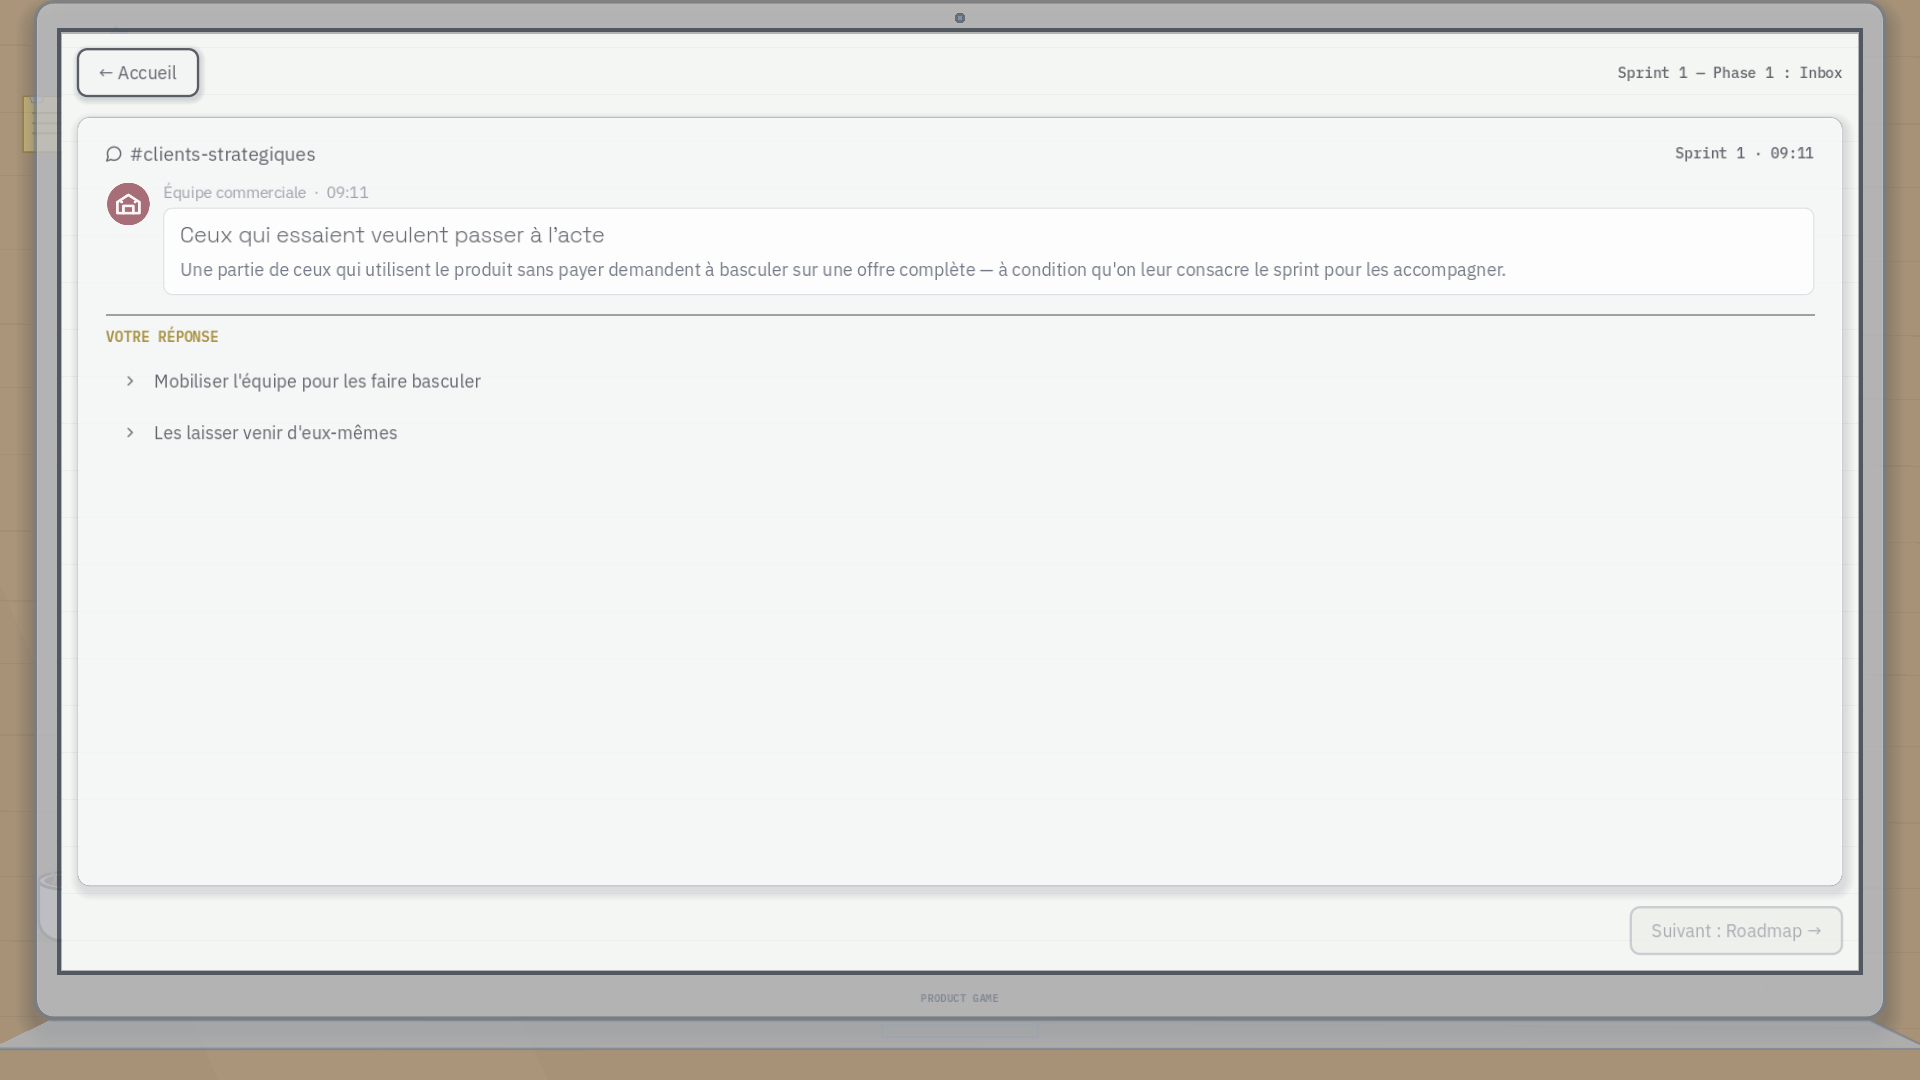 ← Accueil
Sprint 1 — Phase 1 : Inbox
#clients-strategiques
Sprint 1 · 09:11
Équipe commerciale · 09:11
Ceux qui essaient veulent passer à l'acte
Une partie de ceux qui utilisent le produit sans payer demandent à basculer sur une offre complète — à condition qu'on leur consacre le sprint pour les accompagner.
VOTRE RÉPONSE
Mobiliser l'équipe pour les faire basculer
Les laisser venir d'eux-mêmes
Suivant : Roadmap →
PRODUCT GAME